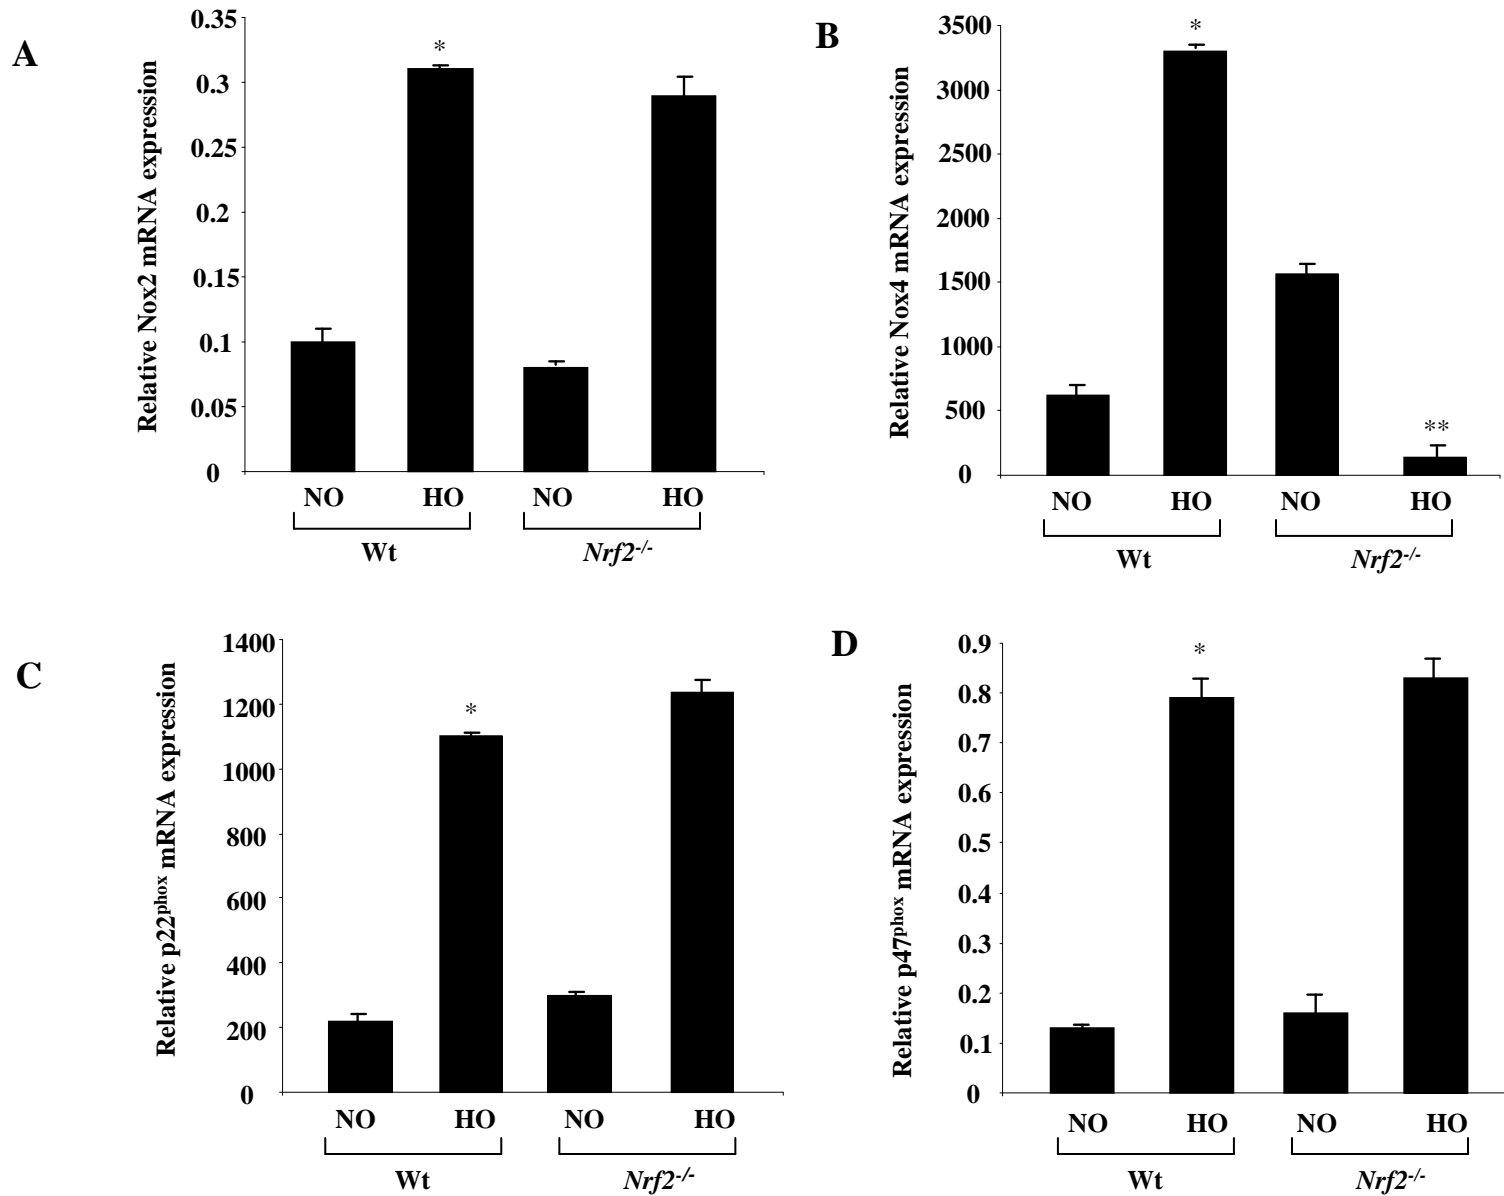 A
Relative Nox2 mRNA expression
0.35
0.3
0.25
0.2
0.15
0.1
0.05
0
*
NO HO NO HO
Wt Nrf2-/-
B
Relative Nox4 mRNA expression
3500
3000
2500
2000
1500
1000
500
0
*
**
NO HO NO HO
Wt Nrf2-/-
C
Relative p22phox mRNA expression
1400
1200
1000
800
600
400
200
0
*
NO HO NO HO
Wt Nrf2-/-
D
Relative p47phox mRNA expression
0.9
0.8
0.7
0.6
0.5
0.4
0.3
0.2
0.1
0
*
NO HO NO HO
Wt Nrf2-/-